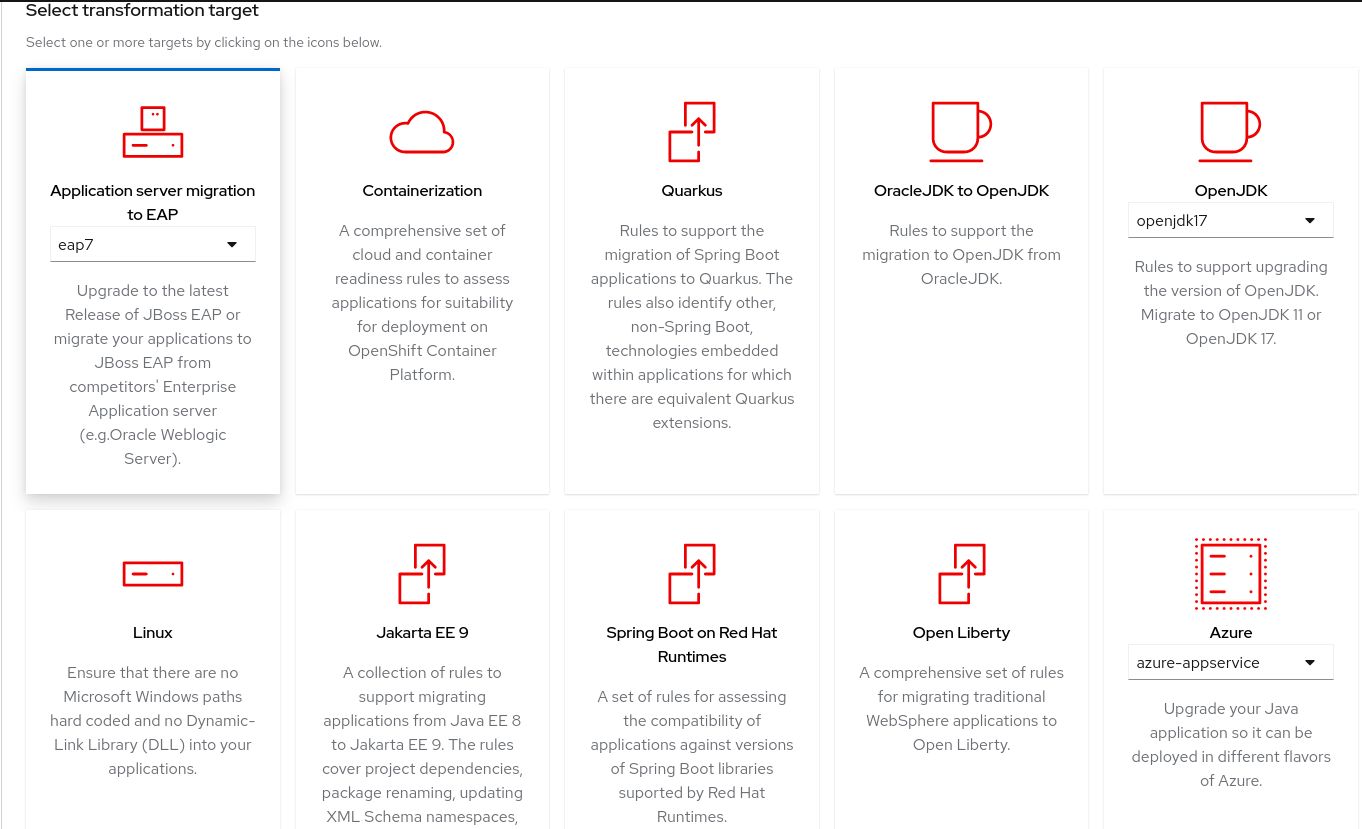 Select transformation target
Select one or more targets by clicking on the icons below.
Application server migration
to EAP
eap7
Upgrade to the latest
Release of JBoss EAP or
migrate your applications to
JBoss EAP from
competitors' Enterprise
Application server
(e.g.Oracle Weblogic
Server).
Containerization
A comprehensive set of
cloud and container
readiness rules to assess
applications for suitability
for deployment on
OpenShift Container
Platform.
Quarkus
Rules to support the
migration of Spring Boot
applications to Quarkus. The
rules also identify other,
non-Spring Boot,
technologies embedded
within applications for which
there are equivalent Quarkus
extensions.
OracleJDK to OpenJDK
Rules to support the
migration to OpenJDK from
OracleJDK.
OpenJDK
openjdk17
Rules to support upgrading
the version of OpenJDK.
Migrate to OpenJDK 11 or
OpenJDK 17.
Linux
Ensure that there are no
Microsoft Windows paths
hard coded and no Dynamic-
Link Library (DLL) into your
applications.
Jakarta EE 9
A collection of rules to
support migrating
applications from Java EE 8
to Jakarta EE 9. The rules
cover project dependencies,
package renaming, updating
XML Schema namespaces,
Spring Boot on Red Hat
Runtimes
A set of rules for assessing
the compatibility of
applications against versions
of Spring Boot libraries
suported by Red Hat
Runtimes.
Open Liberty
A comprehensive set of rules
for migrating traditional
WebSphere applications to
Open Liberty.
Azure
azure-appservice
Upgrade your Java
application so it can be
deployed in different flavors
of Azure.